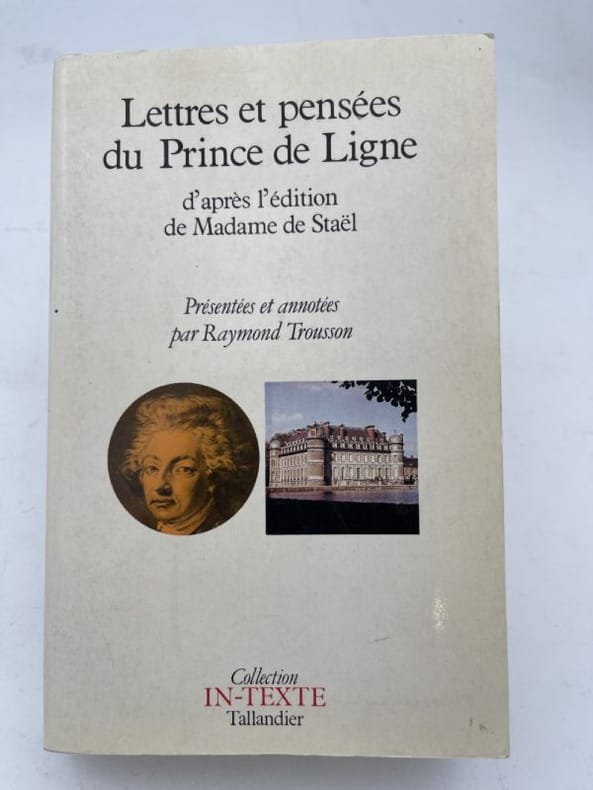 Lettres et pensées
du Prince de Ligne
d'après l'édition
de Madame de Staël
Présentées et annotées
par Raymond Trousson
Collection
IN-TEXTE
Tallandier